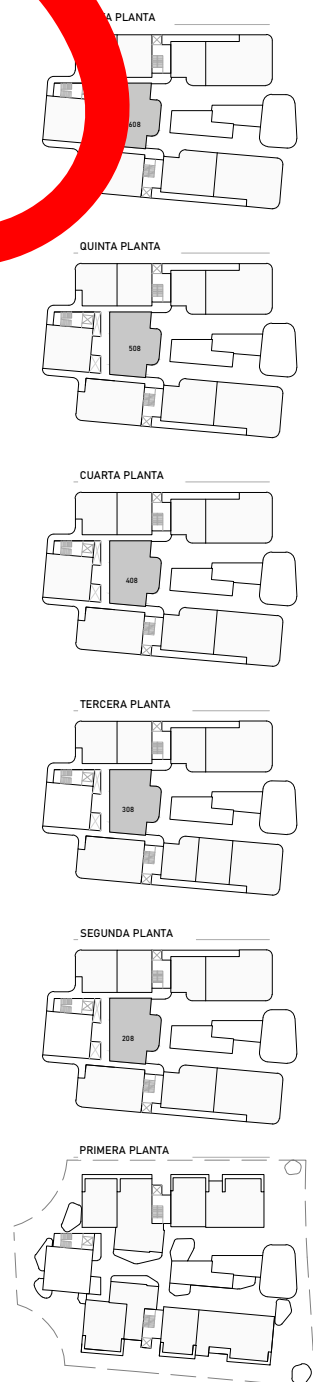 PLANTA
608
QUINTA PLANTA
508
CUARTA PLANTA
408
TERCERA PLANTA
308
SEGUNDA PLANTA
208
PRIMERA PLANTA